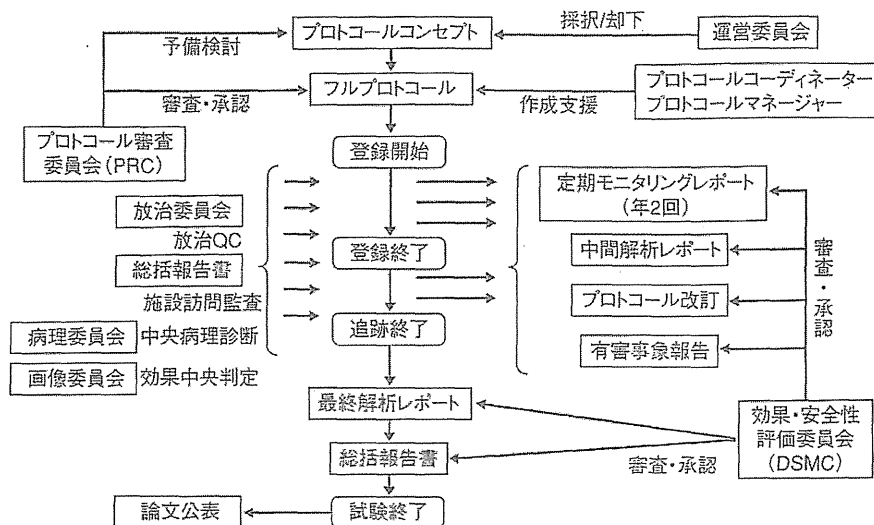 プロトコールコンセプト
採択/却下
運営委員会
予備検討
フルプロトコール
審査・承認
作成支援
プロトコールコーディネーター
プロトコールマネージャー
プロトコール審査
委員会(PRC)
登録開始
放治委員会
放治QC
総括報告書
施設訪問監査
病理委員会 中央病理診断
画像委員会 効果中央判定
登録終了
追跡終了
定期モニタリングレポート
(年2回)
中間解析レポート
プロトコール改訂
有害事象報告
審査・承認
最終解析レポート
総括報告書
審査・承認
効果・安全性
評価委員会
(DSMC)
試験終了
論文公表